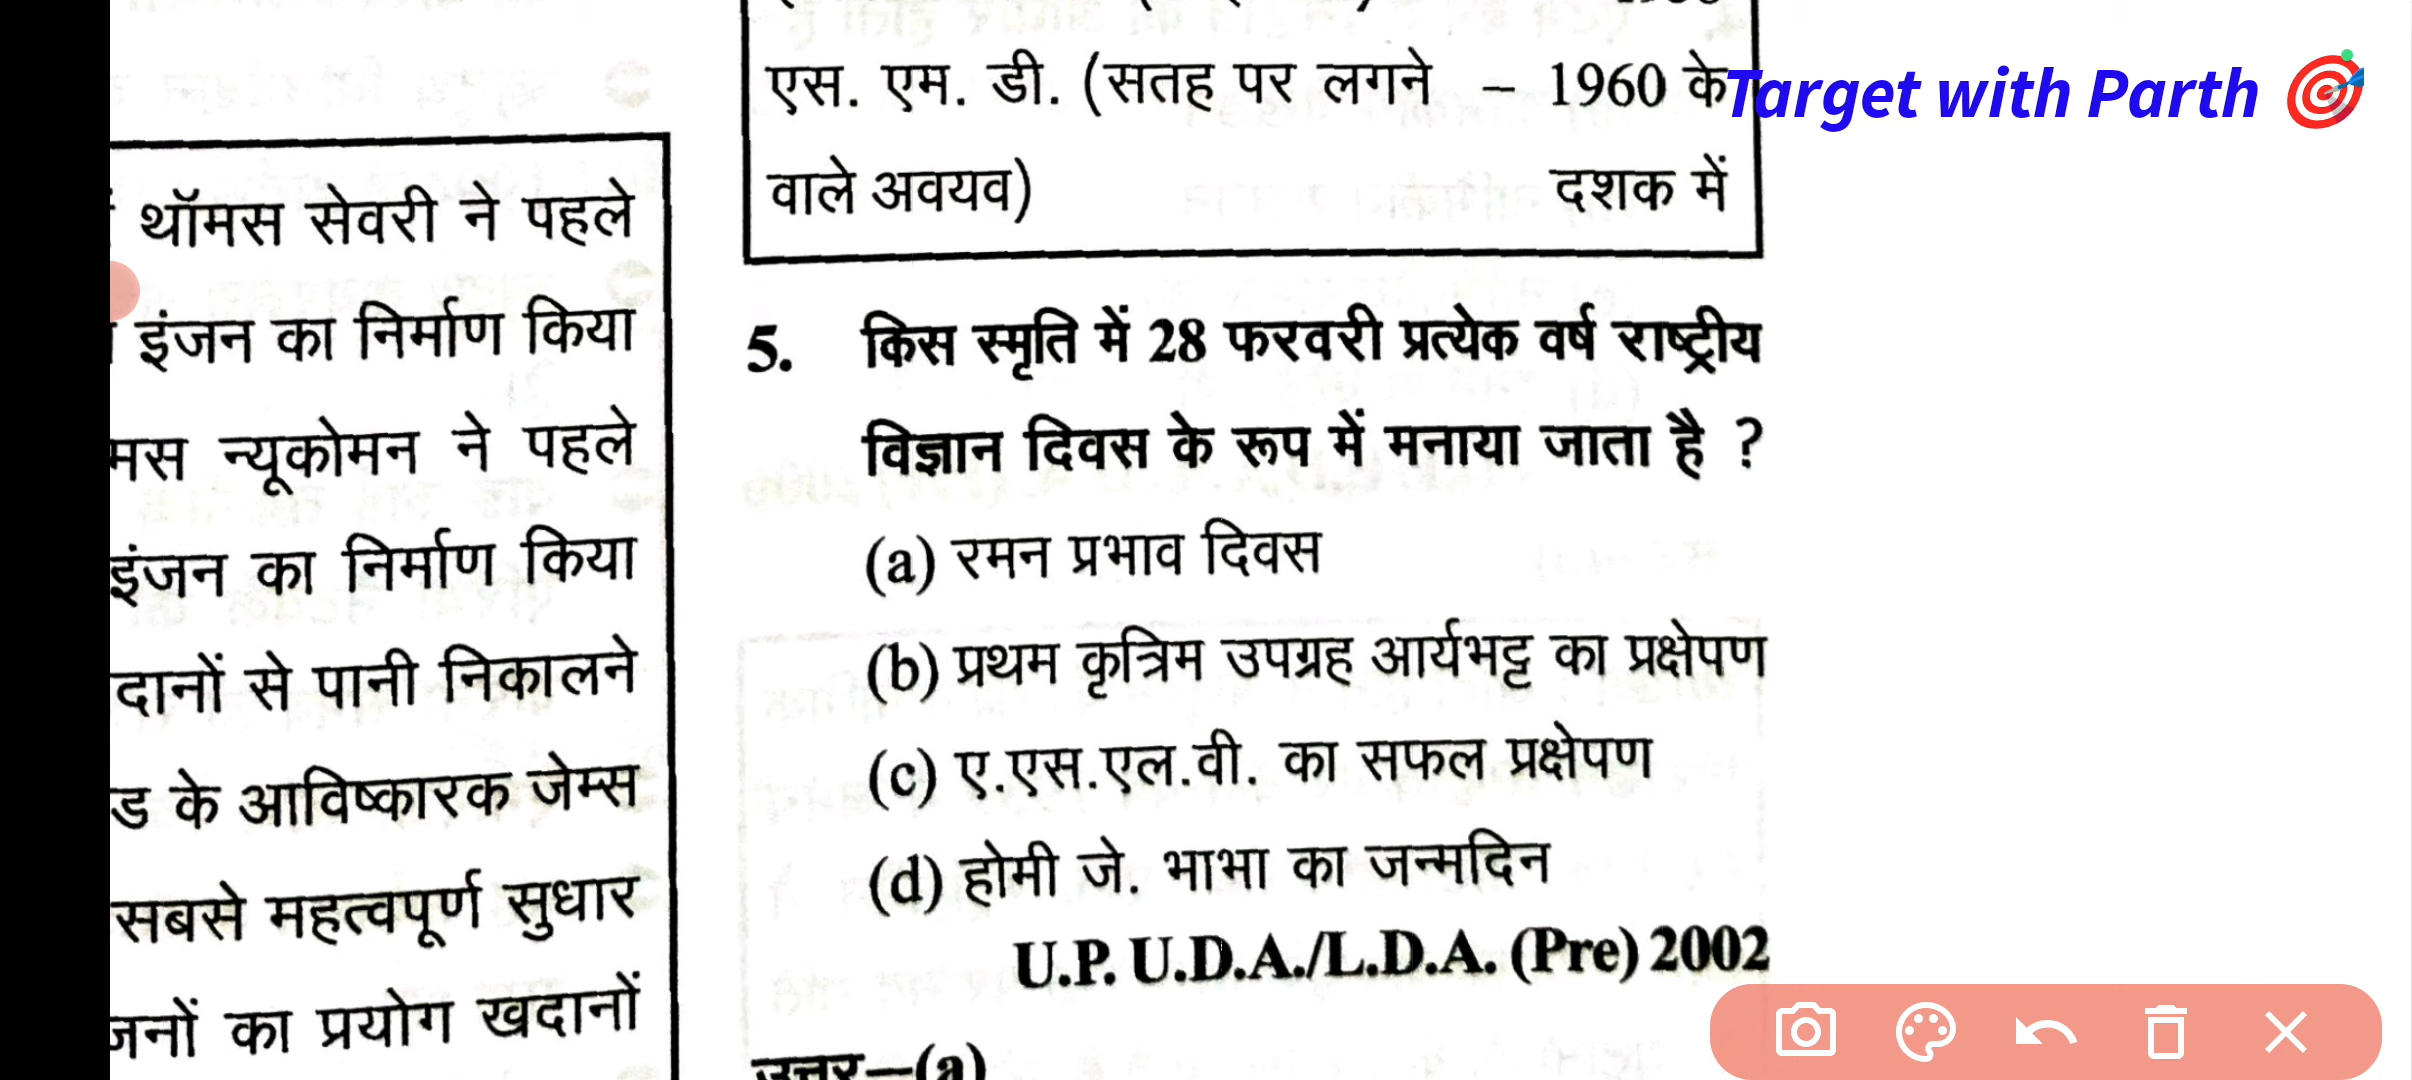 थॉमस सेवरी ने पहले
इंजन का निर्माण किया
मस न्यूकोमन ने पहले
इंजन का निर्माण किया
दानों से पानी निकालने
ड के आविष्कारक जेम्स
सबसे महत्वपूर्ण सुधार
जनों का प्रयोग खदानों
एस. एम. डी. (सतह पर लगने – 1960 के
वाले अवयव) दशक में
5. किस स्मृति में 28 फरवरी प्रत्येक वर्ष राष्ट्रीय
विज्ञान दिवस के रूप में मनाया जाता है ?
(a) रमन प्रभाव दिवस
(b) प्रथम कृत्रिम उपग्रह आर्यभट्ट का प्रक्षेपण
(c) ए.एस.एल.वी. का सफल प्रक्षेपण
(d) होमी जे. भाभा का जन्मदिन
U.P. U.D.A./L.D.A. (Pre) 2002
उत्तर—(a)
Target with Parth